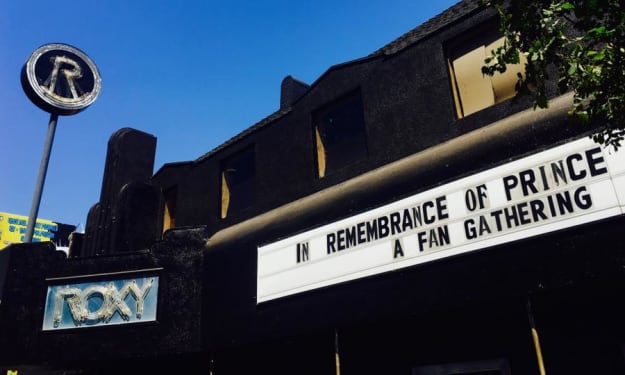 R
ROXY
IN REMEMBRANCE OF PRINCE
A FAN GATHERING